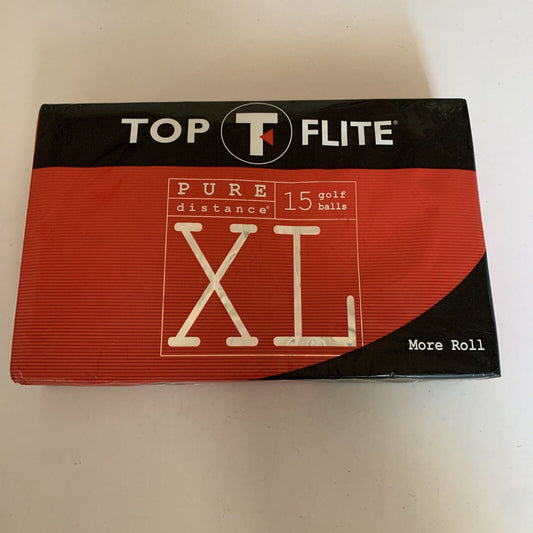 TOP T FLITE®
PURE
distance®
15 golf balls
XL
More Roll